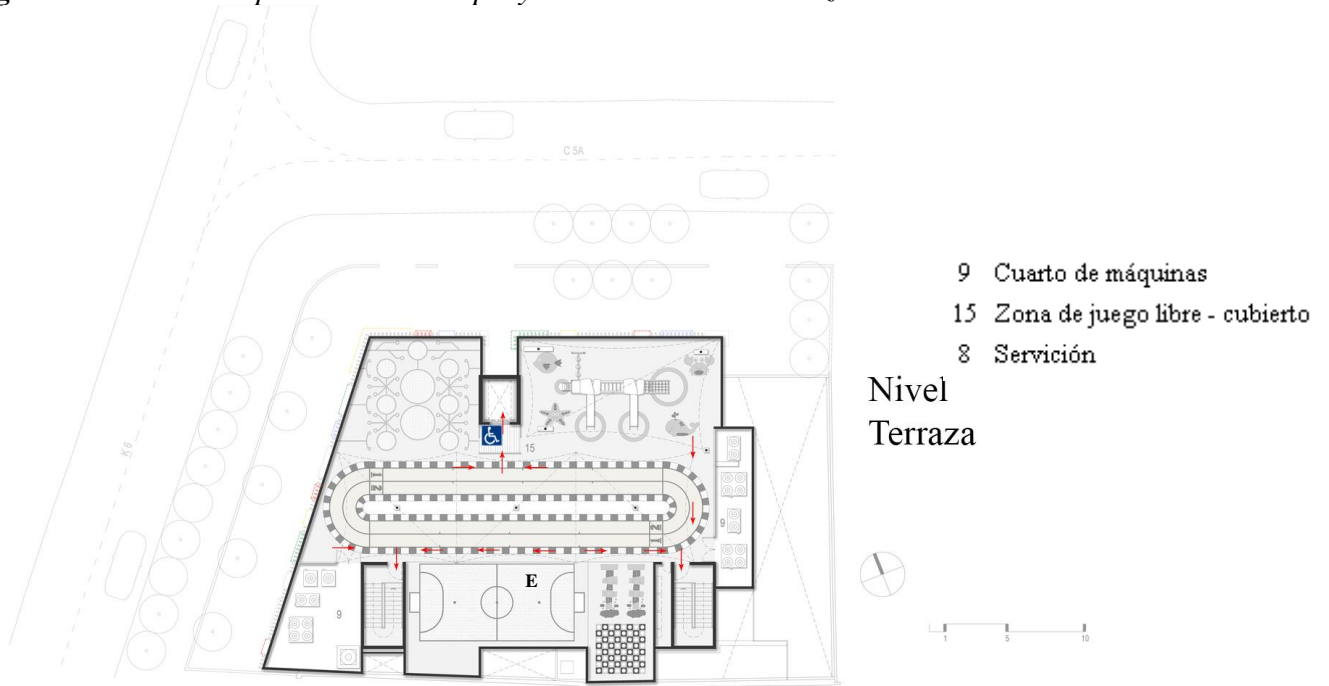 C 5A
K 6
9 Cuarto de máquinas
15 Zona de juego libre - cubierto
8 Servición
Nivel
Terraza
15
9
E
9
1 5 10